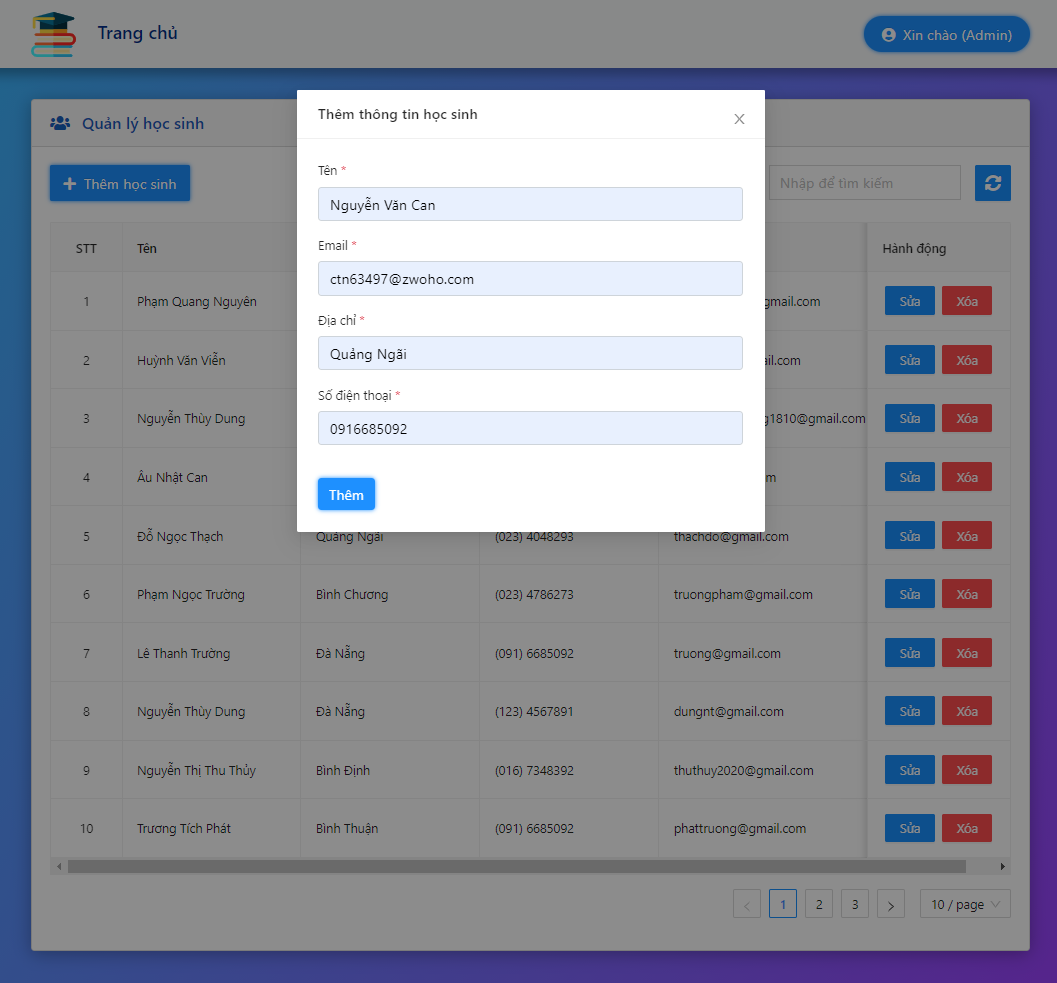 Trang chủ
Xin chào (Admin)
Quản lý học sinh
Thêm học sinh
Nhập để tìm kiếm
Thêm thông tin học sinh
Tên *
Nguyễn Văn Can
Email *
ctn63497@zwoho.com
Địa chỉ *
Quảng Ngãi
Số điện thoại *
0916685092
Thêm
STT Tên Hành động
1 Phạm Quang Nguyên gmail.com Sửa Xóa
2 Huỳnh Văn Viễn ail.com Sửa Xóa
3 Nguyễn Thùy Dung g1810@gmail.com Sửa Xóa
4 Âu Nhật Can m Sửa Xóa
5 Đỗ Ngọc Thạch Quảng Ngãi (023) 4048293 thachdo@gmail.com Sửa Xóa
6 Phạm Ngọc Trường Bình Chương (023) 4786273 truongpham@gmail.com Sửa Xóa
7 Lê Thanh Trường Đà Nẵng (091) 6685092 truong@gmail.com Sửa Xóa
8 Nguyễn Thùy Dung Đà Nẵng (123) 4567891 dungnt@gmail.com Sửa Xóa
9 Nguyễn Thị Thu Thủy Bình Định (016) 7348392 thuthuy2020@gmail.com Sửa Xóa
10 Trương Tích Phát Bình Thuận (091) 6685092 phattruong@gmail.com Sửa Xóa
1 2 3 10 / page